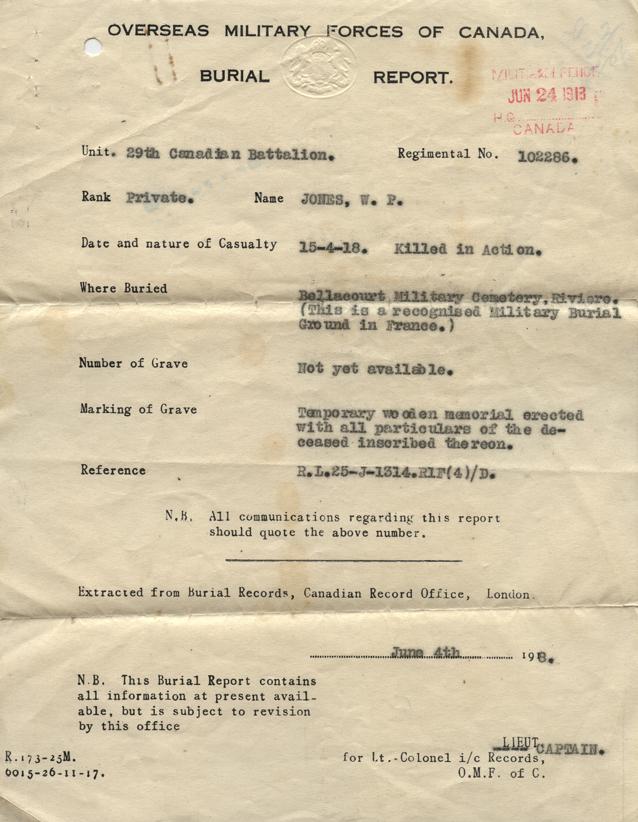 OVERSEAS MILITARY FORCES OF CANADA,
BURIAL REPORT.
JUN 24 1918
H.Q.
CANADA
Unit. 29th Canadian Battalion. Regimental No. 102286.
Rank Private. Name JONES, W. P.
Date and nature of Casualty 15-4-18. Killed in Action.
Where Buried Bellacourt Military Cemetery, Riviere.
(This is a recognised Military Burial
Ground in France.)
Number of Grave Not yet available.
Marking of Grave Temporary wooden memorial erected
with all particulars of the de-
ceased inscribed thereon.
Reference R.L.25-J-1314.R1F(4)/D.
N.B. All communications regarding this report
should quote the above number.
Extracted from Burial Records, Canadian Record Office, London.
June 4th 1918.
N.B. This Burial Report contains
all information at present avail-
able, but is subject to revision
by this office
LIEUT CAPTAIN.
for Lt.-Colonel i/c Records,
O.M.F. of C.
R.173-25M.
6015-26-11-17.